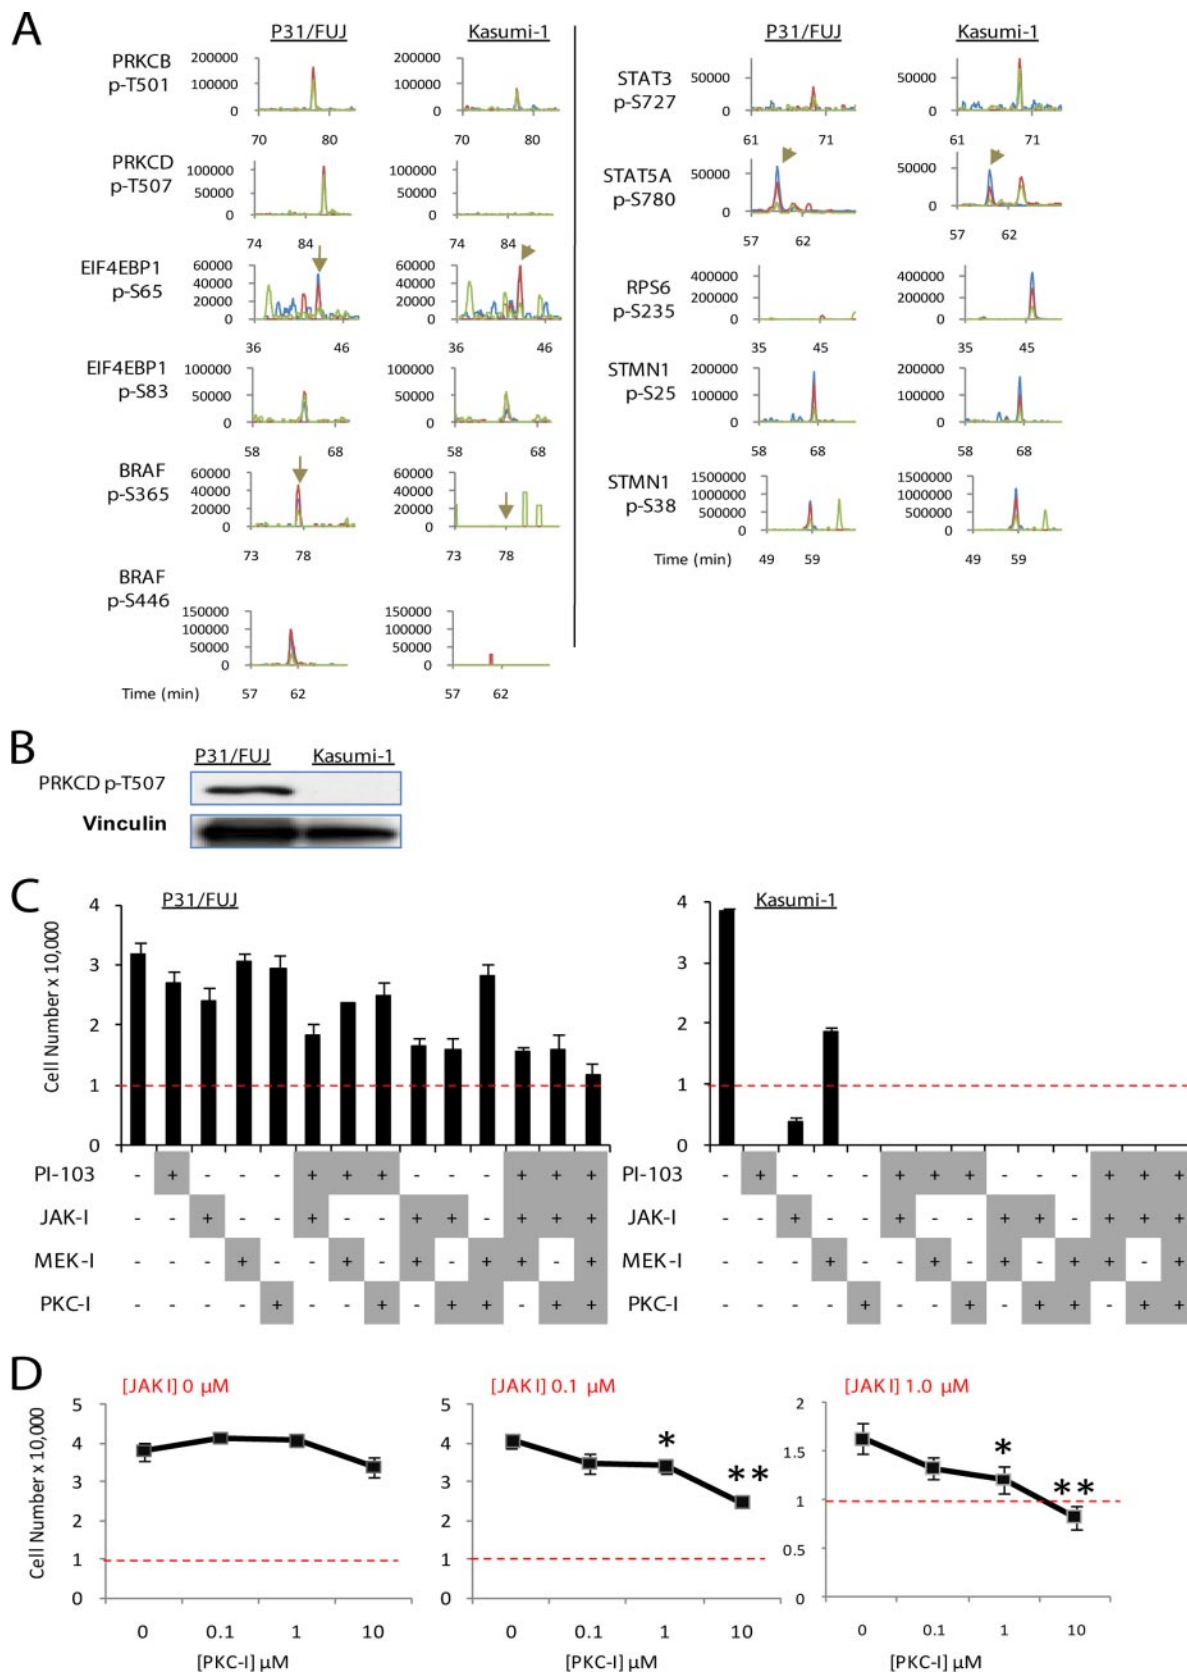 A
P31/FUJ Kasumi-1
PRKCB
p-T501
200000 200000
100000 100000
0 0
70 80 70 80
PRKCD
p-T507
100000 100000
50000 50000
0 0
74 84 74 84
EIF4EBP1
p-S65
60000 60000
40000 40000
20000 20000
0 0
36 46 36 46
EIF4EBP1
p-S83
100000 100000
50000 50000
0 0
58 68 58 68
BRAF
p-S365
60000 60000
40000 40000
20000 20000
0 0
73 78 73 78
BRAF
p-S446
150000 150000
100000 100000
50000 50000
0 0
Time (min) 57 62 57 62
P31/FUJ Kasumi-1
STAT3
p-S727
50000 50000
0 0
61 71 61 71
STAT5A
p-S780
100000 100000
50000 50000
0 0
57 62 57 62
RPS6
p-S235
400000 400000
200000 200000
0 0
35 45 35 45
STMN1
p-S25
200000 200000
100000 100000
0 0
58 68 58 68
STMN1
p-S38
1500000 1500000
1000000 1000000
500000 500000
0 0
Time (min) 49 59 49 59
B
P31/FUJ Kasumi-1
PRKCD p-T507
Vinculin
C
P31/FUJ
Cell Number x 10,000
4
3
2
1
0
Kasumi-1
4
3
2
1
0
PI-103 - + - - - + + + - - - + + +
JAK-I - - + - - + - - + + - + + +
MEK-I - - - + - - + - + - + + - +
PKC-I - - - - + - - + - + + - + +
PI-103 - + - - - + + + - - - + + +
JAK-I - - + - - + - - + + - + + +
MEK-I - - - + - - + - + - + + - +
PKC-I - - - - + - - + - + + - + +
D
[JAK I] 0 µM
Cell Number x 10,000
5
4
3
2
1
0
0 0.1 1 10
[PKC-I] µM
[JAK I] 0.1 µM
5
4
3
2
1
0
*
**
0 0.1 1 10
[PKC-I] µM
[JAK I] 1.0 µM
2
1.5
1
0.5
0
*
**
0 0.1 1 10
[PKC-I] µM